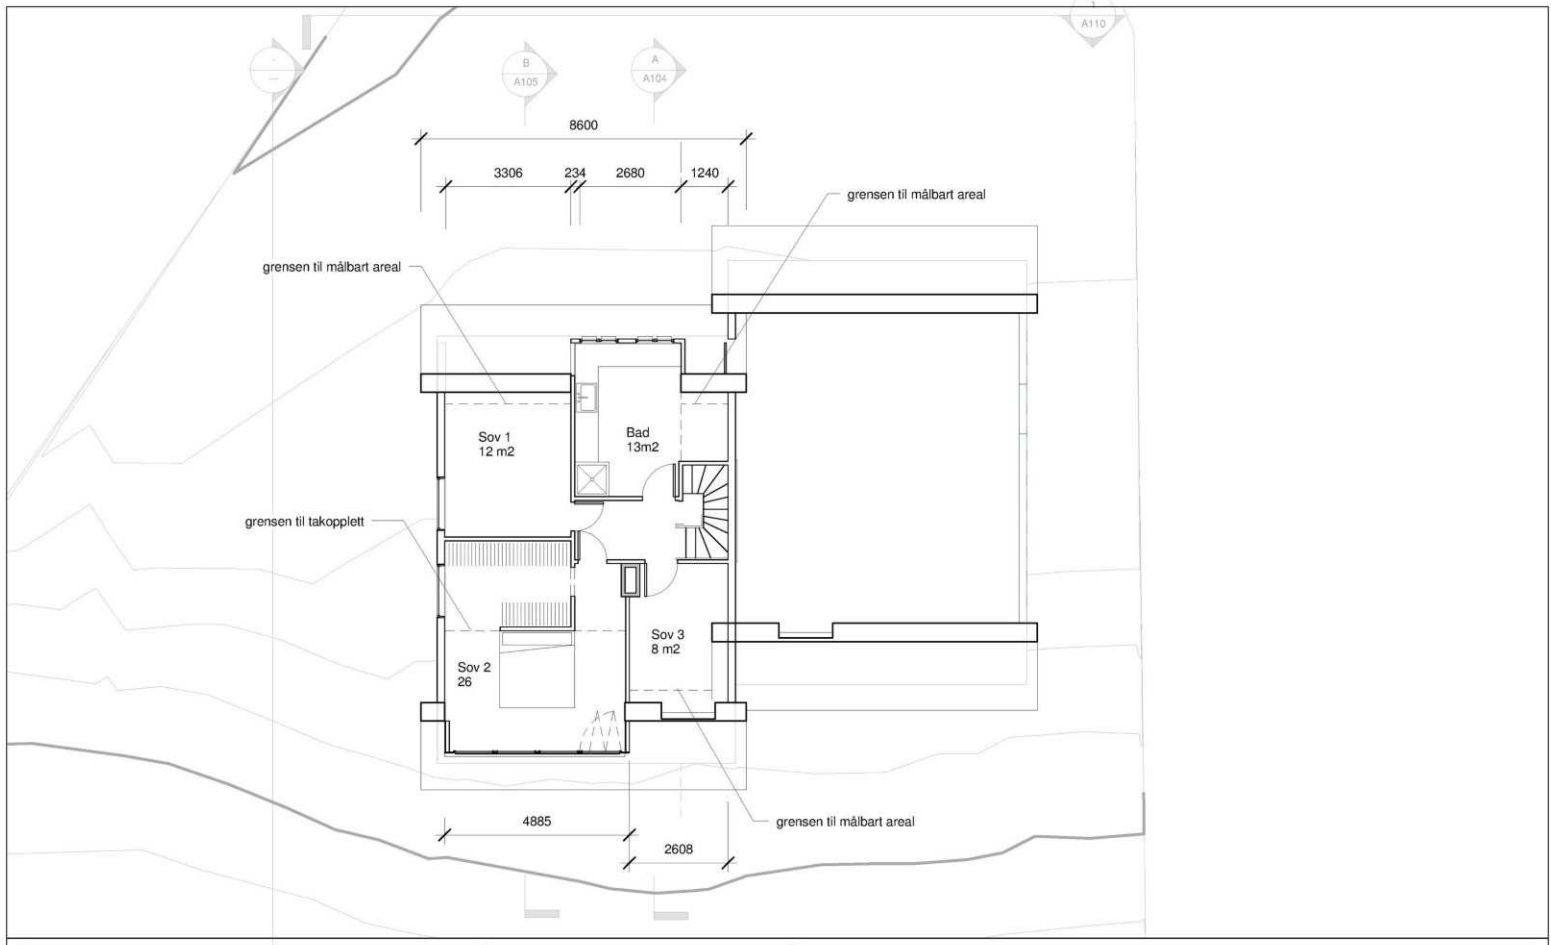 1
A110
B
A105
A
A104
8600
3306
234
2680
1240
grensen til målbart areal
grensen til målbart areal
Sov 1
12 m2
Bad
13m2
grensen til takopplett
Sov 3
8 m2
Sov 2
26
grensen til målbart areal
4885
2608